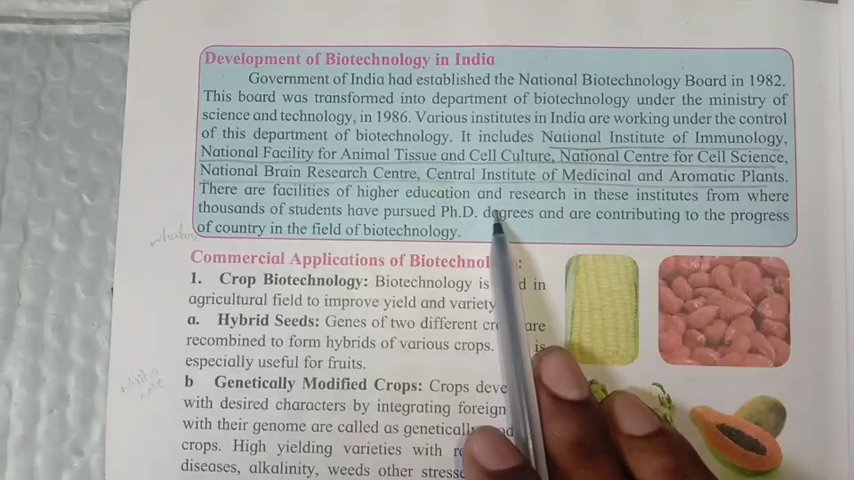 Development of Biotechnology in India
Government of India had established the National Biotechnology Board in 1982.
This board was transformed into department of biotechnology under the ministry of
science and technology, in 1986. Various institutes in India are working under the control
of this department of biotechnology. It includes National Institute of Immunology,
National Facility for Animal Tissue and Cell Culture, National Centre for Cell Science,
National Brain Research Centre, Central Institute of Medicinal and Aromatic Plants.
There are facilities of higher education and research in these institutes from where
thousands of students have pursued Ph.D. degrees and are contributing to the progress
of country in the field of biotechnology.
Commercial Applications of :
1. Crop Biotechnology: Biotechnology is in
agricultural field to improve yield and variety
a. Hybrid Seeds: Genes of two different are
recombined to form hybrids of various crops. is
especially useful for fruits.
b Genetically Modified Crops: Crops
with desired characters by integrating foreign
with their genome are called as
crops. High yielding varieties with
diseases, alkalinity, weeds other